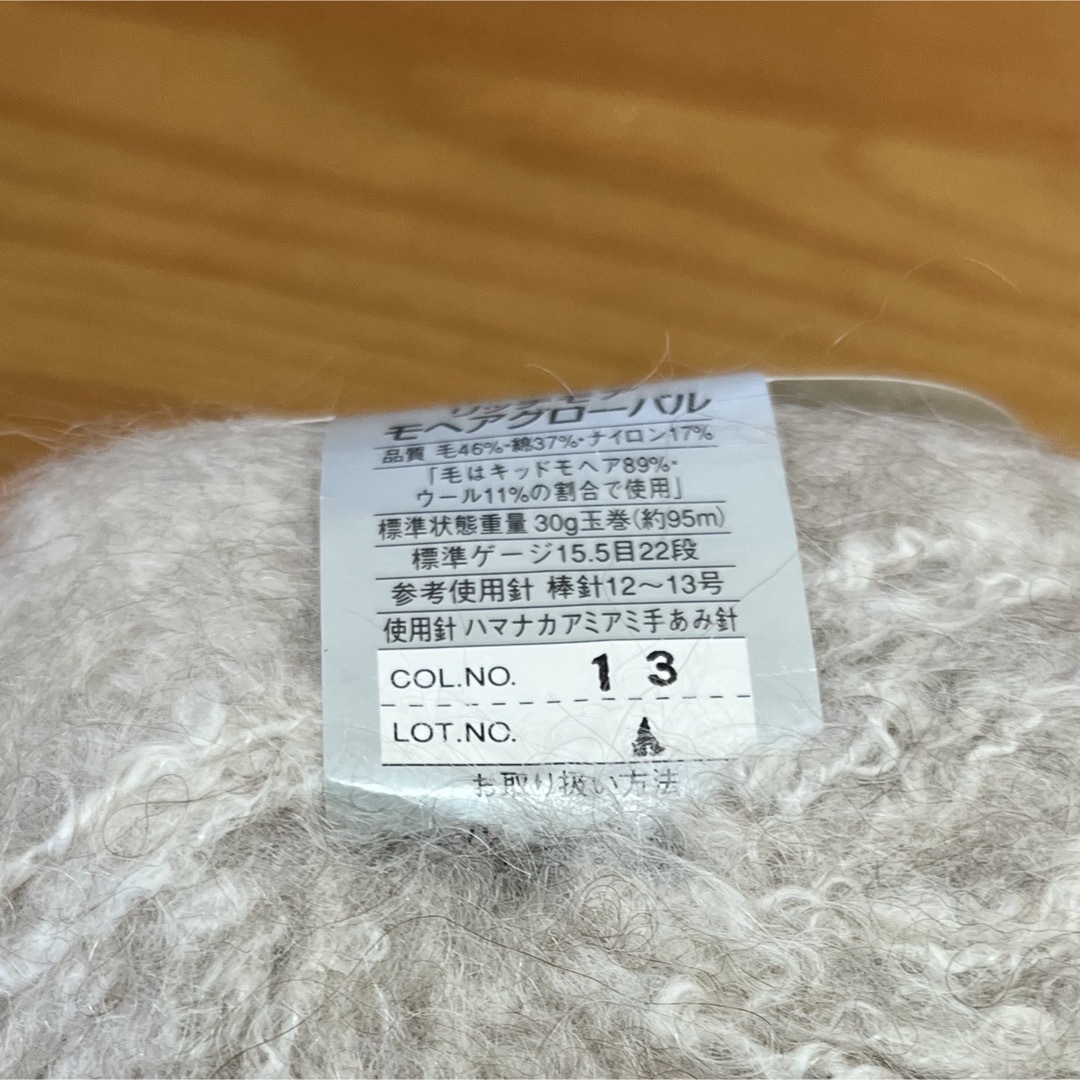 リッチモア
モヘアグローバル
品質 毛46%・綿37%・ナイロン17%
「毛はキッドモヘア89%・
ウール11%の割合で使用」
標準状態重量 30g玉巻(約95m)
標準ゲージ15.5目22段
参考使用針 棒針12〜13号
使用針 ハマナカアミアミ手あみ針
COL.NO. 13
LOT.NO.
お取り扱い方法